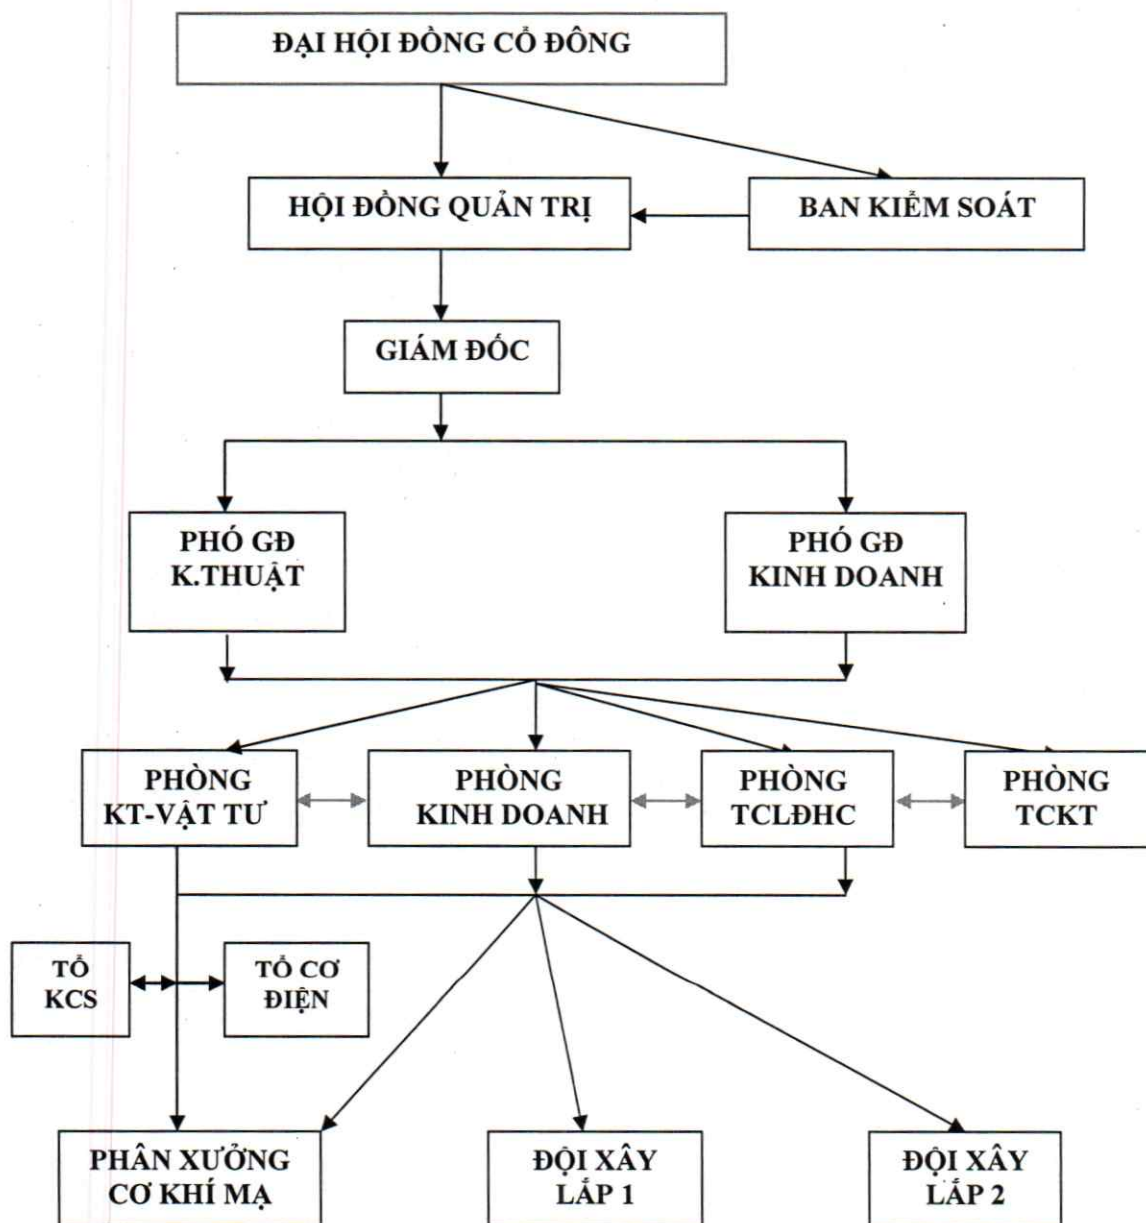 ĐẠI HỘI ĐỒNG CỔ ĐÔNG
HỘI ĐỒNG QUẢN TRỊ
BAN KIỂM SOÁT
GIÁM ĐỐC
PHÓ GĐ
K.THUẬT
PHÓ GĐ
KINH DOANH
PHÒNG
KT-VẬT TƯ
PHÒNG
KINH DOANH
PHÒNG
TCLĐHC
PHÒNG
TCKT
TỔ
KCS
TỔ CƠ
ĐIỆN
PHÂN XƯỞNG
CƠ KHÍ MẠ
ĐỘI XÂY
LẮP 1
ĐỘI XÂY
LẮP 2